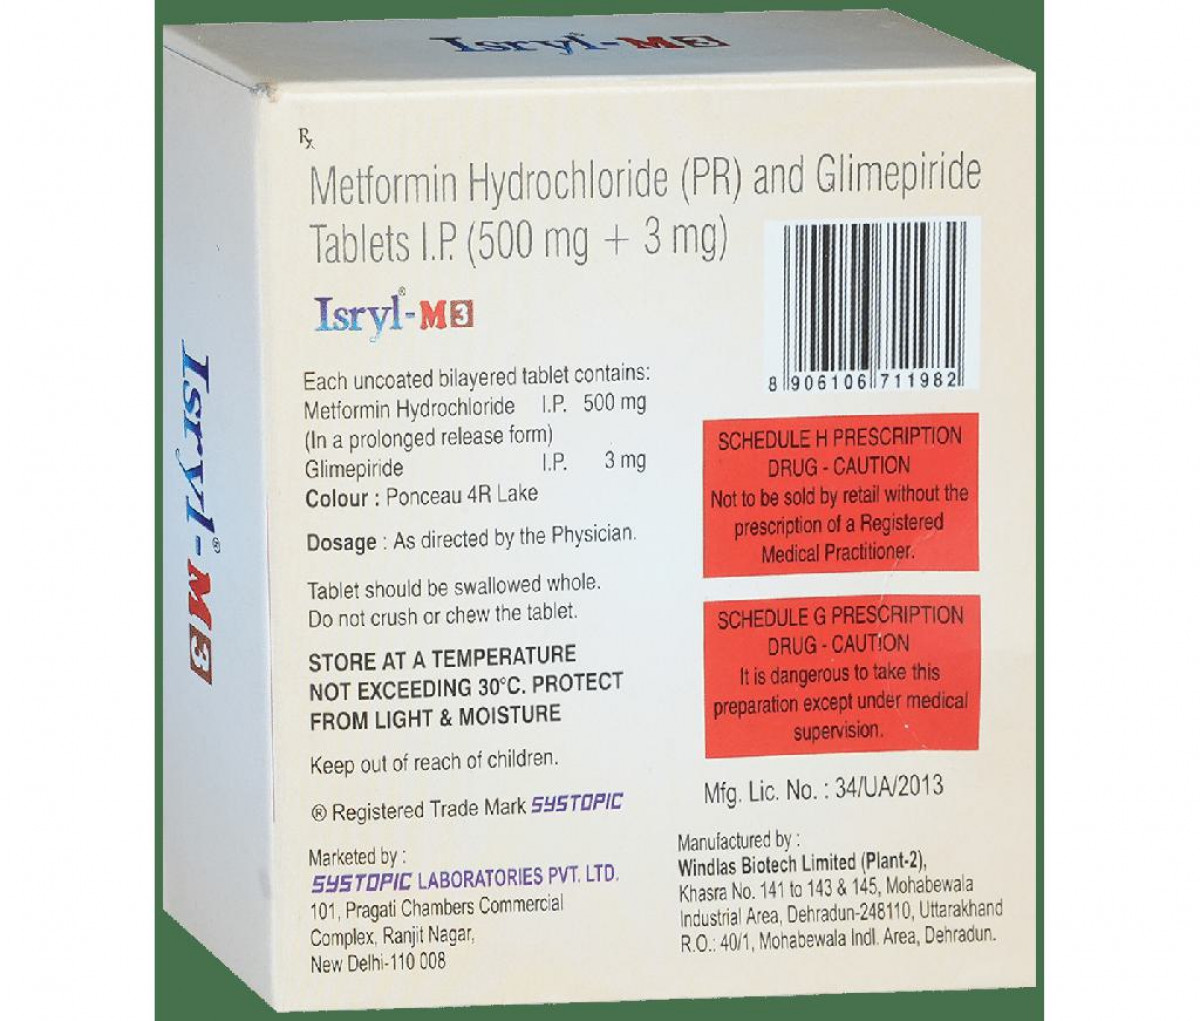 Isryl-M3
Isryl®-M3
Rx
Metformin Hydrochloride (PR) and Glimepiride
Tablets I.P. (500 mg + 3 mg)
Isryl®-M3
8 906106 711982
Each uncoated bilayered tablet contains:
Metformin Hydrochloride I.P. 500 mg
(In a prolonged release form)
Glimepiride I.P. 3 mg
Colour : Ponceau 4R Lake
Dosage : As directed by the Physician.
Tablet should be swallowed whole.
Do not crush or chew the tablet.
STORE AT A TEMPERATURE
NOT EXCEEDING 30°C. PROTECT
FROM LIGHT & MOISTURE
Keep out of reach of children.
® Registered Trade Mark SYSTOPIC
Marketed by :
SYSTOPIC LABORATORIES PVT. LTD.
101, Pragati Chambers Commercial
Complex, Ranjit Nagar,
New Delhi-110 008
SCHEDULE H PRESCRIPTION
DRUG - CAUTION
Not to be sold by retail without the
prescription of a Registered
Medical Practitioner.
SCHEDULE G PRESCRIPTION
DRUG - CAUTION
It is dangerous to take this
preparation except under medical
supervision.
Mfg. Lic. No. : 34/UA/2013
Manufactured by :
Windlas Biotech Limited (Plant-2),
Khasra No. 141 to 143 & 145, Mohabewala
Industrial Area, Dehradun-248110, Uttarakhand
R.O.: 40/1, Mohabewala Indl. Area, Dehradun.